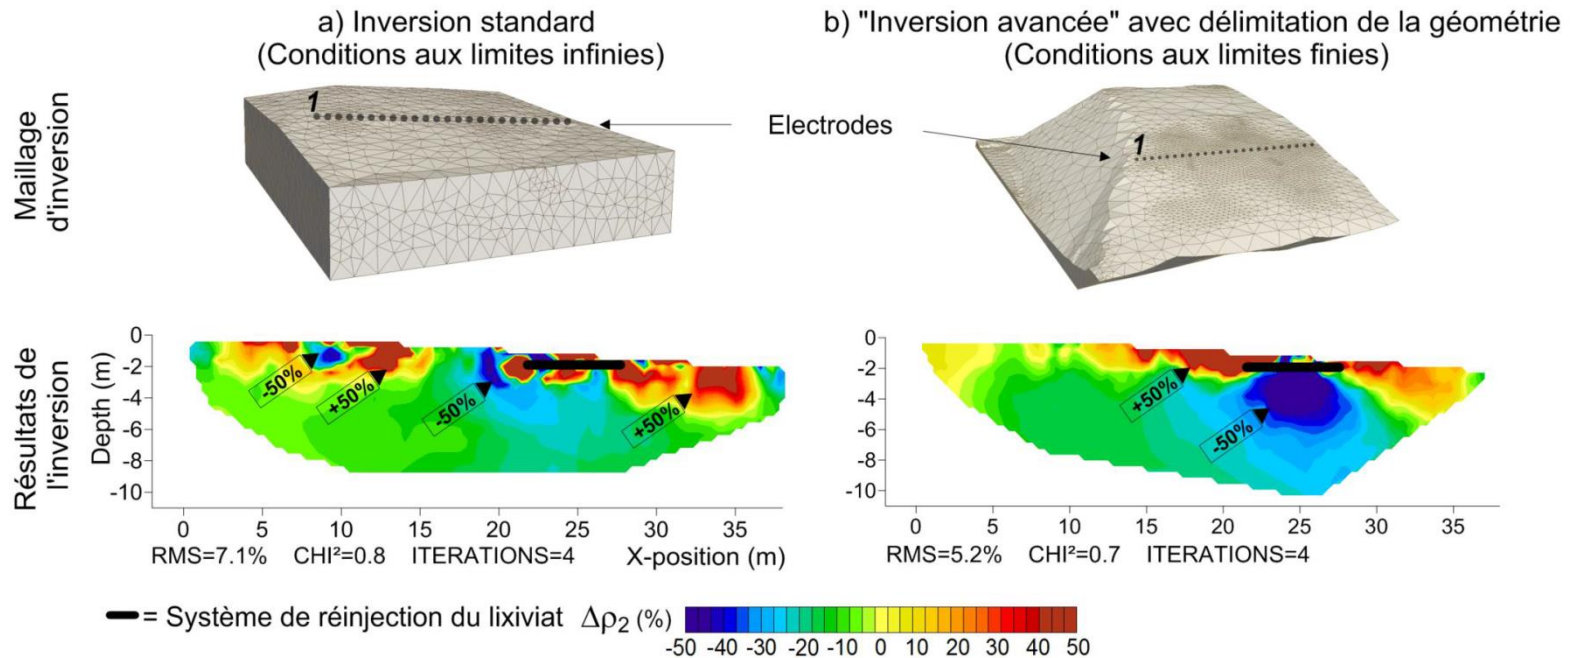 a) Inversion standard
(Conditions aux limites infinies)
b) "Inversion avancée" avec délimitation de la géométrie
(Conditions aux limites finies)
Maillage
d'inversion
1
Electrodes
1
Résultats de
l'inversion
Depth (m)
0
-2
-4
-6
-8
-10
-50%
+50%
-50%
+50%
0 5 10 15 20 25 30 35
RMS=7.1% CHI²=0.8 ITERATIONS=4 X-position (m)
0
-2
-4
-6
-8
-10
+50%
-50%
0 5 10 15 20 25 30 35
RMS=5.2% CHI²=0.7 ITERATIONS=4
= Système de réinjection du lixiviat Δρ₂ (%)
-50 -40 -30 -20 -10 0 10 20 30 40 50